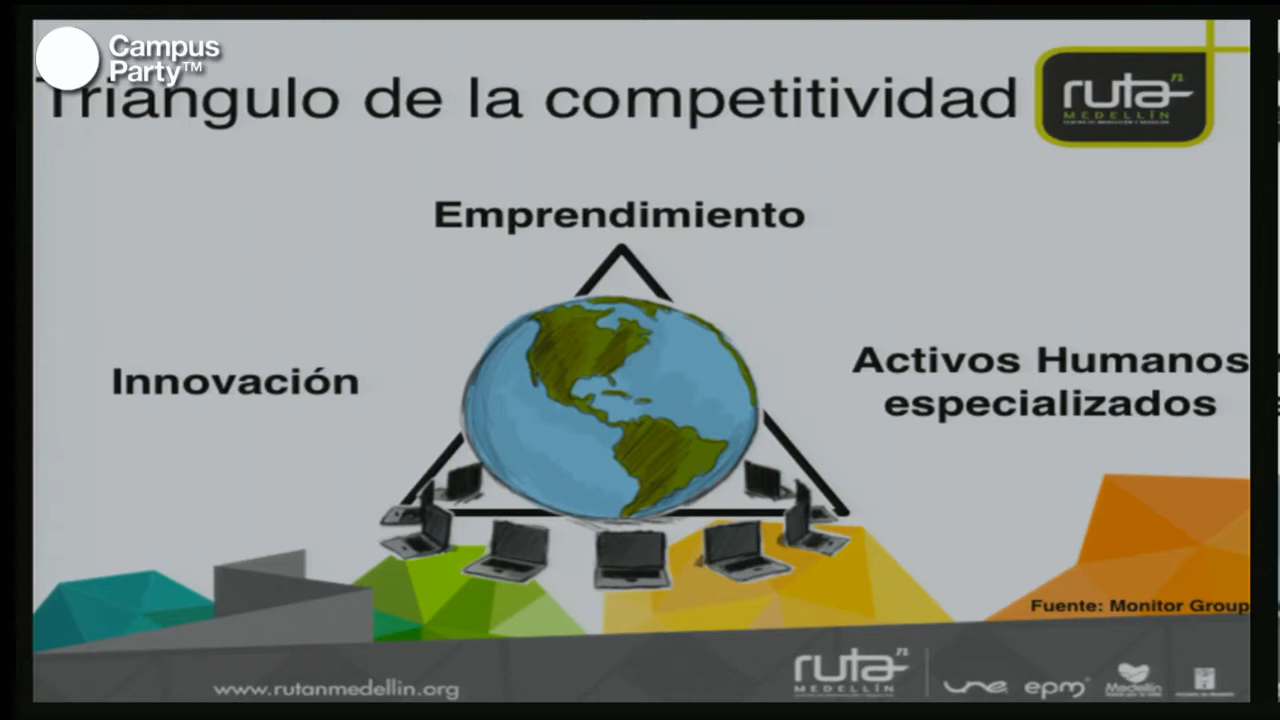 Campus
Party™
Triángulo de la competitividad
ruta n
MEDELLÍN
Emprendimiento
Innovación
Activos Humanos
especializados
Fuente: Monitor Group
www.rutanmedellin.org
ruta n
MEDELLÍN
une
epm
Medellín